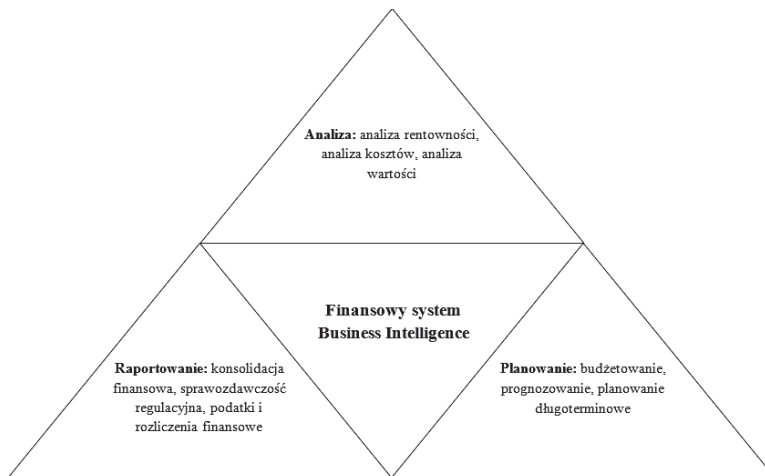 Analiza: analiza rentowności,
analiza kosztów, analiza
wartości
Finansowy system
Business Intelligence
Raportowanie: konsolidacja
finansowa, sprawozdawczość
regulacyjna, podatki i
rozliczenia finansowe
Planowanie: budżetowanie,
prognozowanie, planowanie
długoterminowe